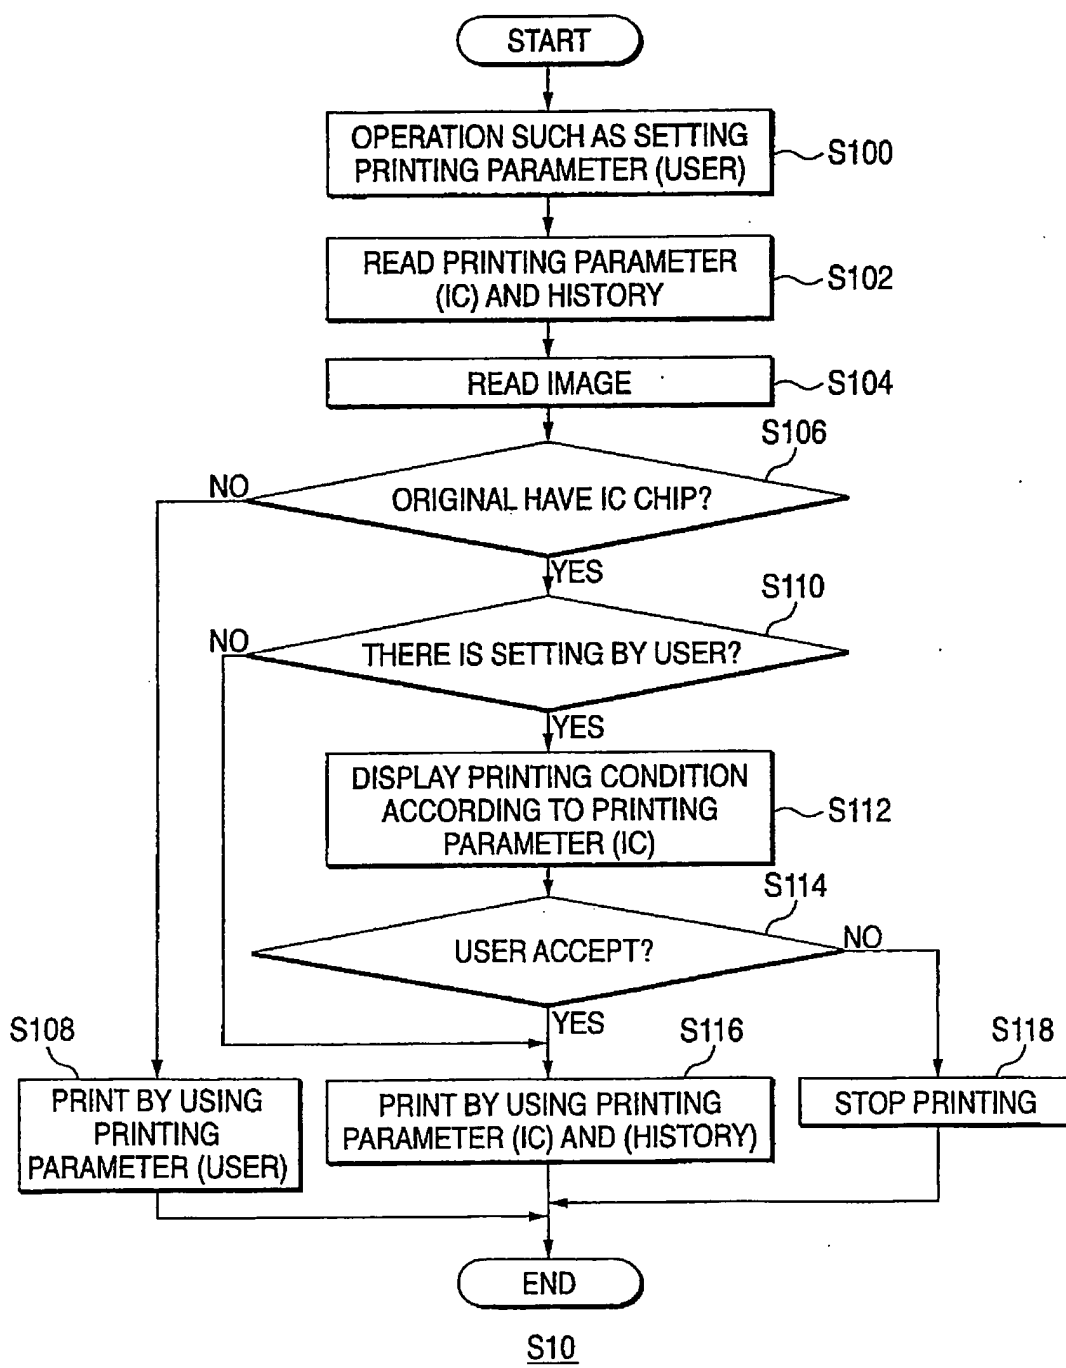 START
OPERATION SUCH AS SETTING
PRINTING PARAMETER (USER)
S100
READ PRINTING PARAMETER
(IC) AND HISTORY
S102
READ IMAGE
S104
S106
NO
ORIGINAL HAVE IC CHIP?
YES
S110
NO
THERE IS SETTING BY USER?
YES
DISPLAY PRINTING CONDITION
ACCORDING TO PRINTING
PARAMETER (IC)
S112
S114
USER ACCEPT?
NO
YES
S108
S116
S118
PRINT BY USING
PRINTING
PARAMETER (USER)
PRINT BY USING PRINTING
PARAMETER (IC) AND (HISTORY)
STOP PRINTING
END
S10